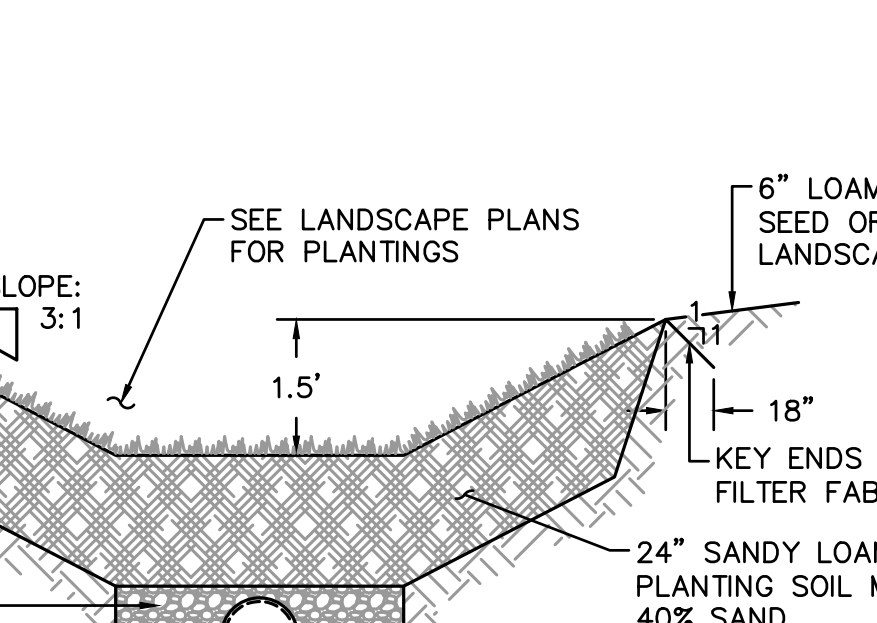 6" LOAM
SEED OR
LANDSCA
SEE LANDSCAPE PLANS
FOR PLANTINGS
LOPE:
3:1
1
1
1.5'
18"
KEY ENDS
FILTER FAB
24" SANDY LOAM
PLANTING SOIL M
40% SAND